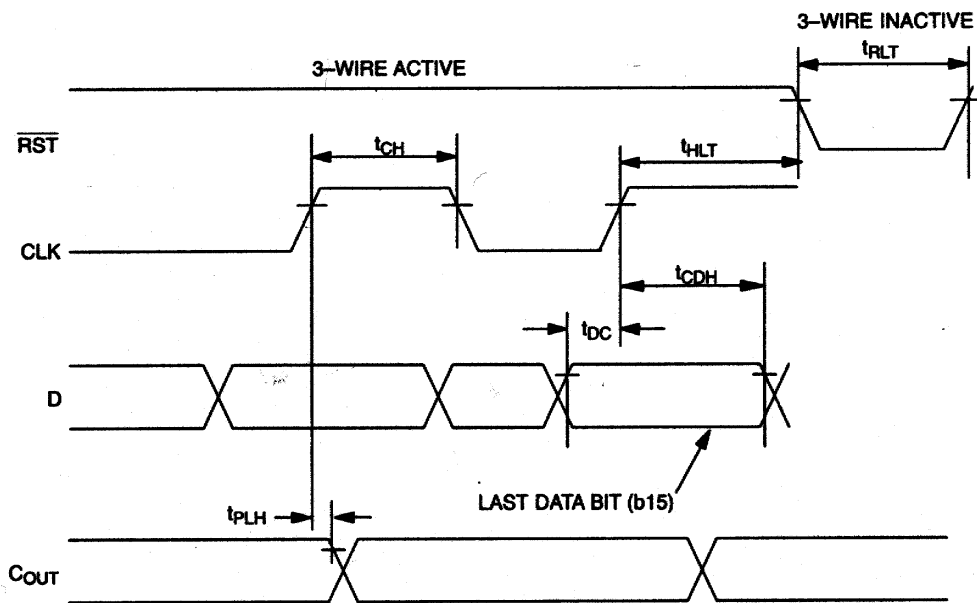 3–WIRE INACTIVE
tRLT
3–WIRE ACTIVE
RST
tCH
tHLT
CLK
tCDH
tDC
D
LAST DATA BIT (b15)
tPLH
COUT